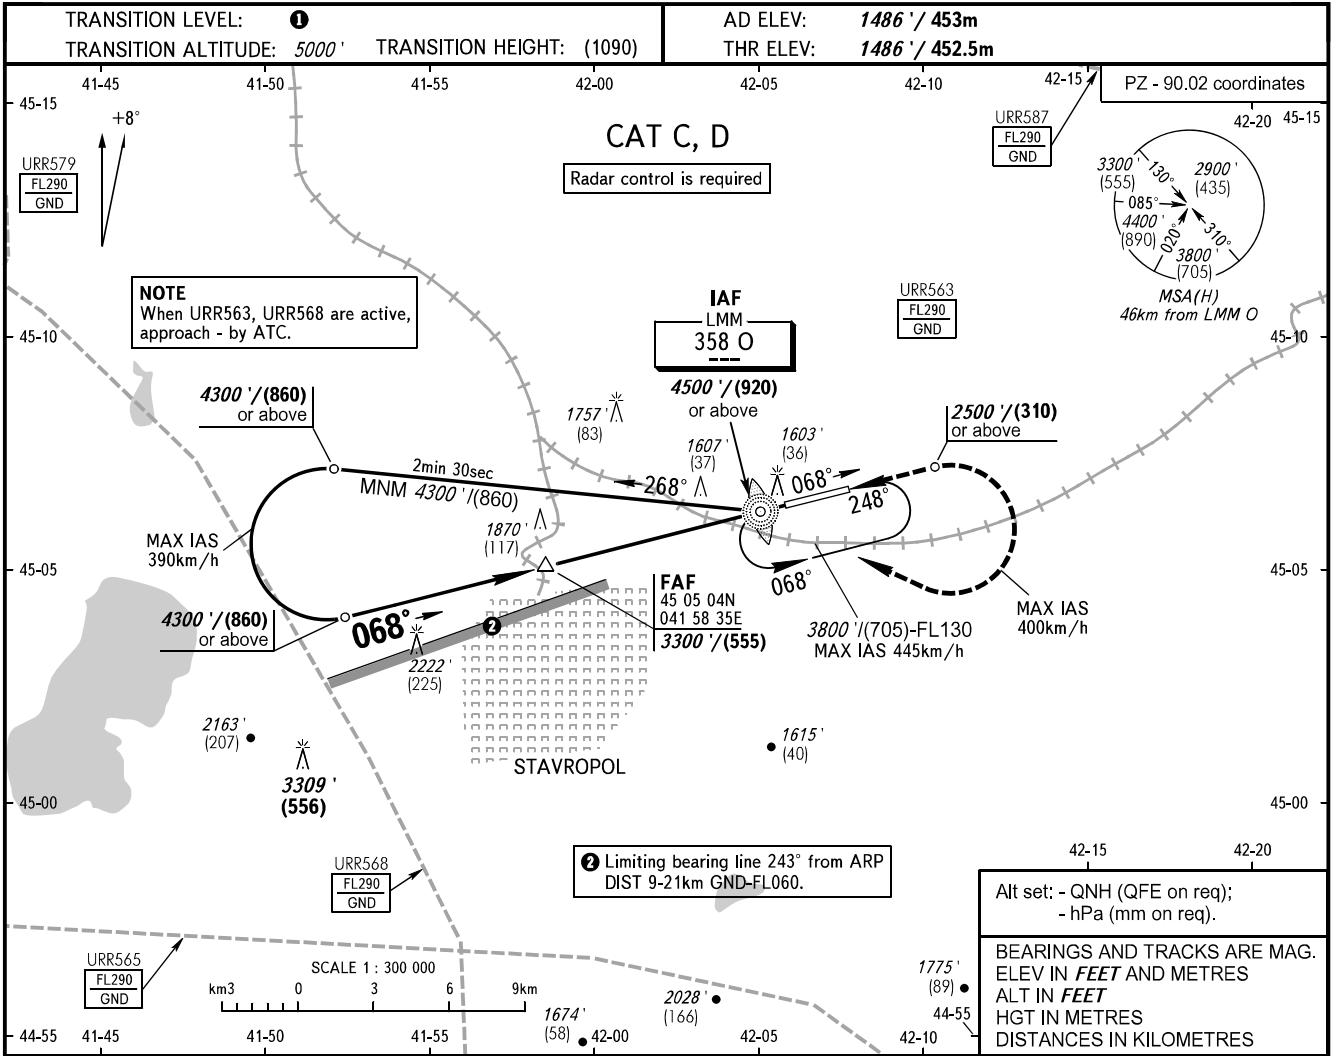 TRANSITION LEVEL: ❶
TRANSITION ALTITUDE: 5000 ' TRANSITION HEIGHT: (1090)
AD ELEV: 1486 '/ 453m
THR ELEV: 1486 '/ 452.5m
41-45 41-50 42-00 42-05 42-10 42-15
PZ - 90.02 coordinates
45-15
42-20 45-15
+8°
URR579
FL290
GND
CAT C, D
Radar control is required
URR587
FL290
GND
3300 '
(555)
130°
2900 '
(435)
085°
4400 '
(890)
020°
310°
3800 '
(705)
MSA(H)
46km from LMM O
NOTE
When URR563, URR568 are active,
approach - by ATC.
IAF
LMM
358 O
4500 '/(920)
or above
URR563
FL290
GND
45-10
45-10
4300 '/(860)
or above
1757 '
(83)
1607 '
(37)
1603 '
(36)
2500 '/(310)
or above
2min 30sec
MNM 4300 '/(860)
268°
068°
248°
1870 '
(117)
MAX IAS
390km/h
45-05
45-05
068°
FAF
45 05 04N
041 58 35E
3300 '/(555)
4300 '/(860)
or above
068°
❷
2222 '
(225)
3800 '/(705)-FL130
MAX IAS 445km/h
MAX IAS
400km/h
2163 '
(207)
3309 '
(556)
STAVROPOL
1615 '
(40)
45-00
45-00
URR568
FL290
GND
❷ Limiting bearing line 243° from ARP
DIST 9-21km GND-FL060.
42-15 42-20
Alt set: - QNH (QFE on req);
- hPa (mm on req).
URR565
FL290
GND
SCALE 1 : 300 000
km3 0 3 6 9km
1674 '
(58)
2028 '
(166)
1775 '
(89)
BEARINGS AND TRACKS ARE MAG.
ELEV IN FEET AND METRES
ALT IN FEET
HGT IN METRES
DISTANCES IN KILOMETRES
44-55
44-55 41-45 41-50 41-55 42-00 42-05 42-10
41-55